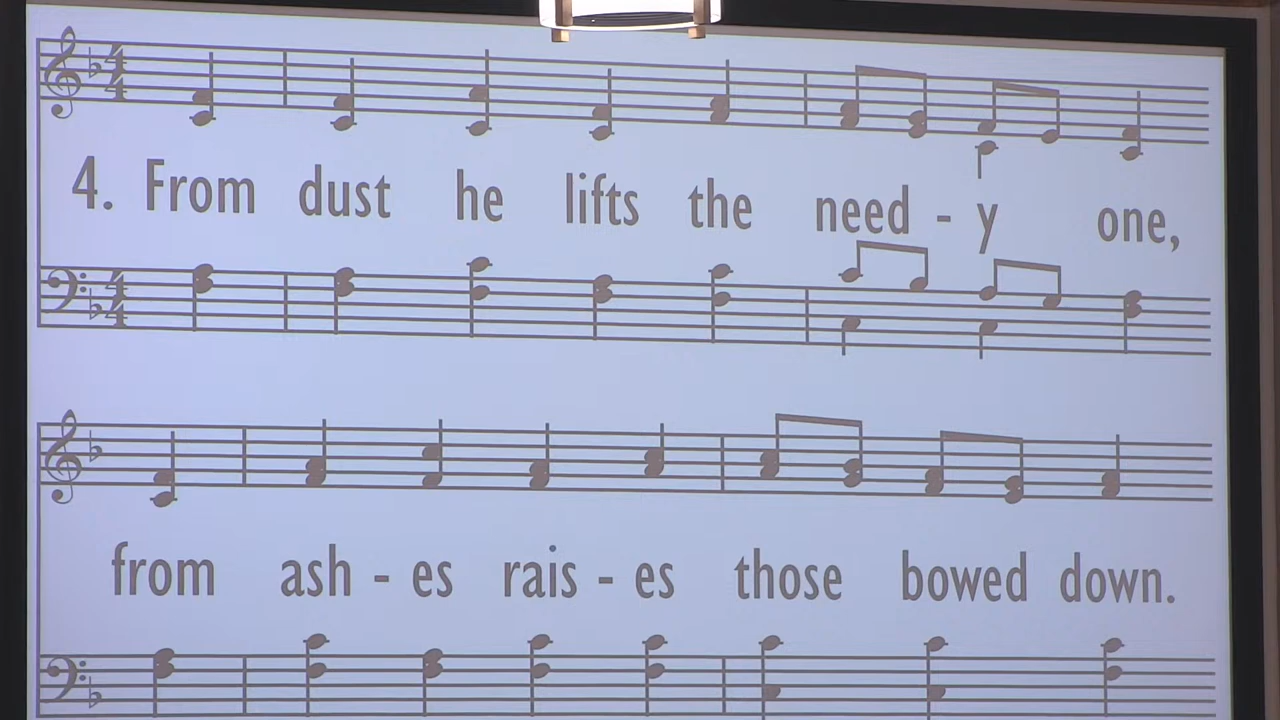 4. From dust he lifts the need - y one,
from ash - es rais - es those bowed down.